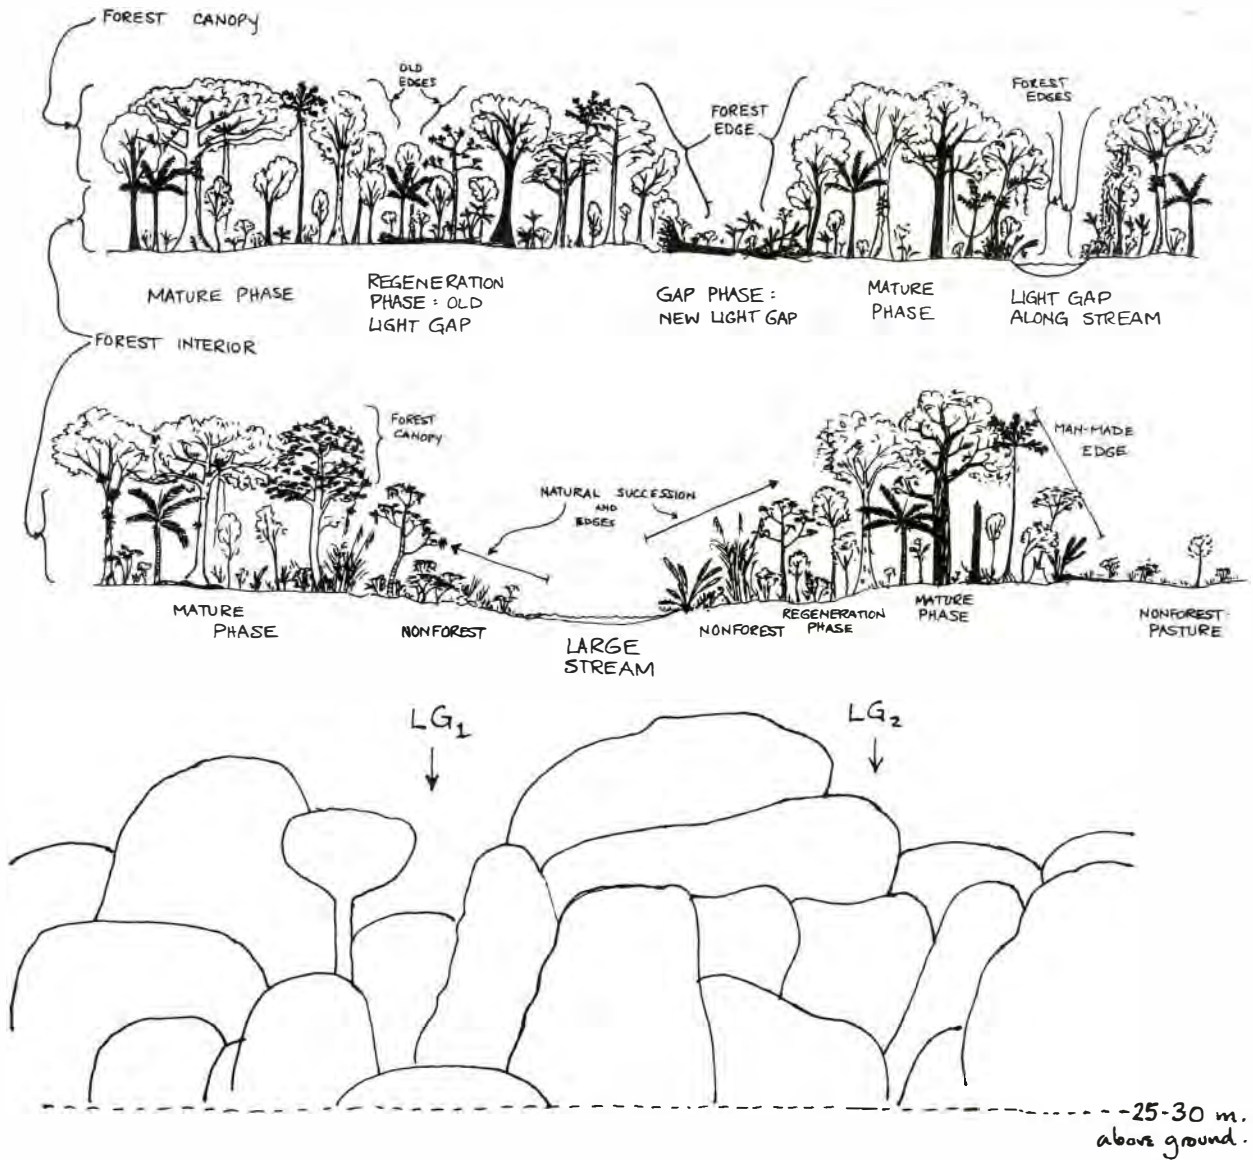 FOREST CANOPY
OLD
EDGES
FOREST
EDGE
FOREST
EDGES
MATURE PHASE
REGENERATION
PHASE : OLD
LIGHT GAP
GAP PHASE :
NEW LIGHT GAP
MATURE
PHASE
LIGHT GAP
ALONG STREAM
FOREST INTERIOR
FOREST
CANOPY
NATURAL SUCCESSION
AND
EDGES
MAN-MADE
EDGE
MATURE
PHASE
NONFOREST
LARGE
STREAM
NONFOREST
REGENERATION
PHASE
MATURE
PHASE
NONFOREST-
PASTURE
LG1
LG2
25-30 m.
above ground.